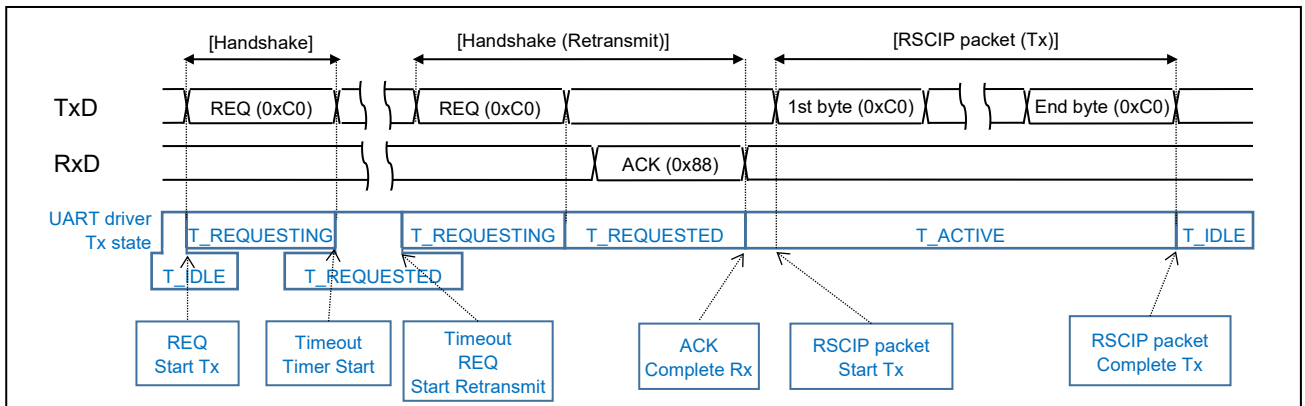 [Handshake]
[Handshake (Retransmit)]
[RSCIP packet (Tx)]
TxD
REQ (0xC0)
REQ (0xC0)
1st byte (0xC0)
End byte (0xC0)
RxD
ACK (0x88)
UART driver
Tx state
T_REQUESTING
T_REQUESTING
T_REQUESTED
T_ACTIVE
T_IDLE
T_IDLE
T_REQUESTED
REQ
Start Tx
Timeout
Timer Start
Timeout
REQ
Start Retransmit
ACK
Complete Rx
RSCIP packet
Start Tx
RSCIP packet
Complete Tx